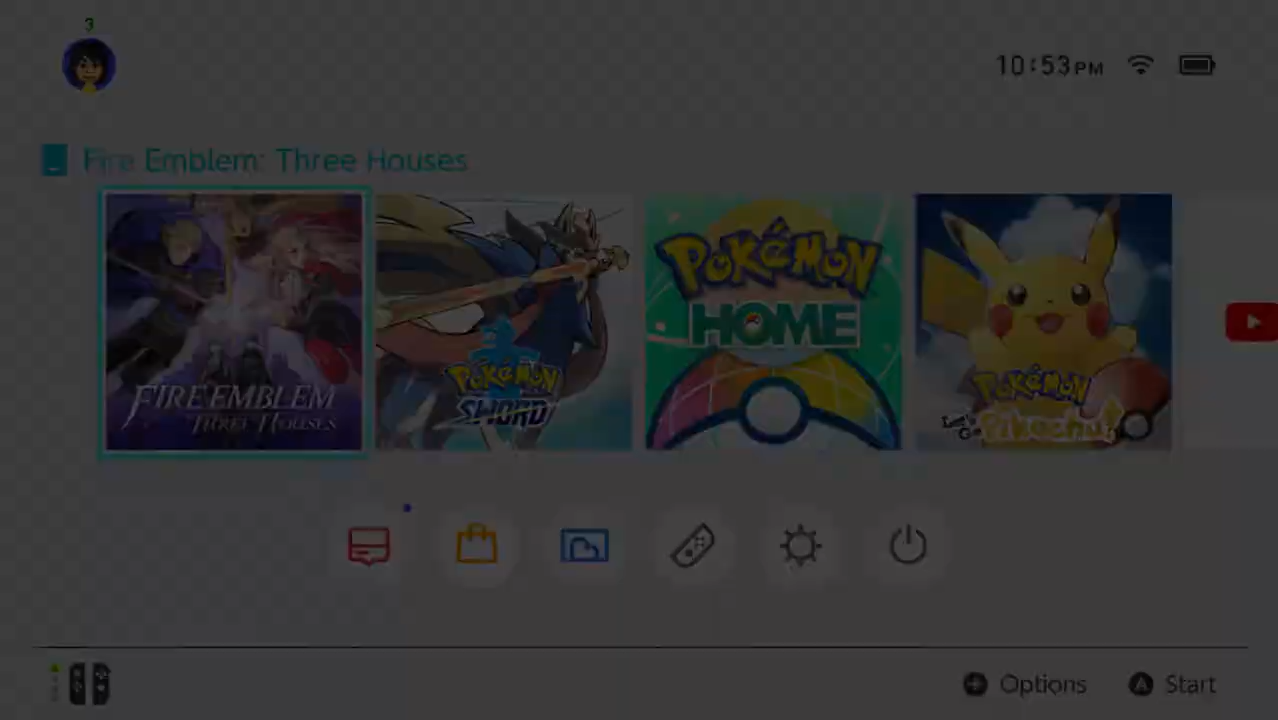 3
10:53 PM
Fire Emblem: Three Houses
FIRE EMBLEM
THREE HOUSES
POKÉMON
SWORD
POKÉMON
HOME
POKÉMON
Let's Go
Pikachu!
Options
A Start